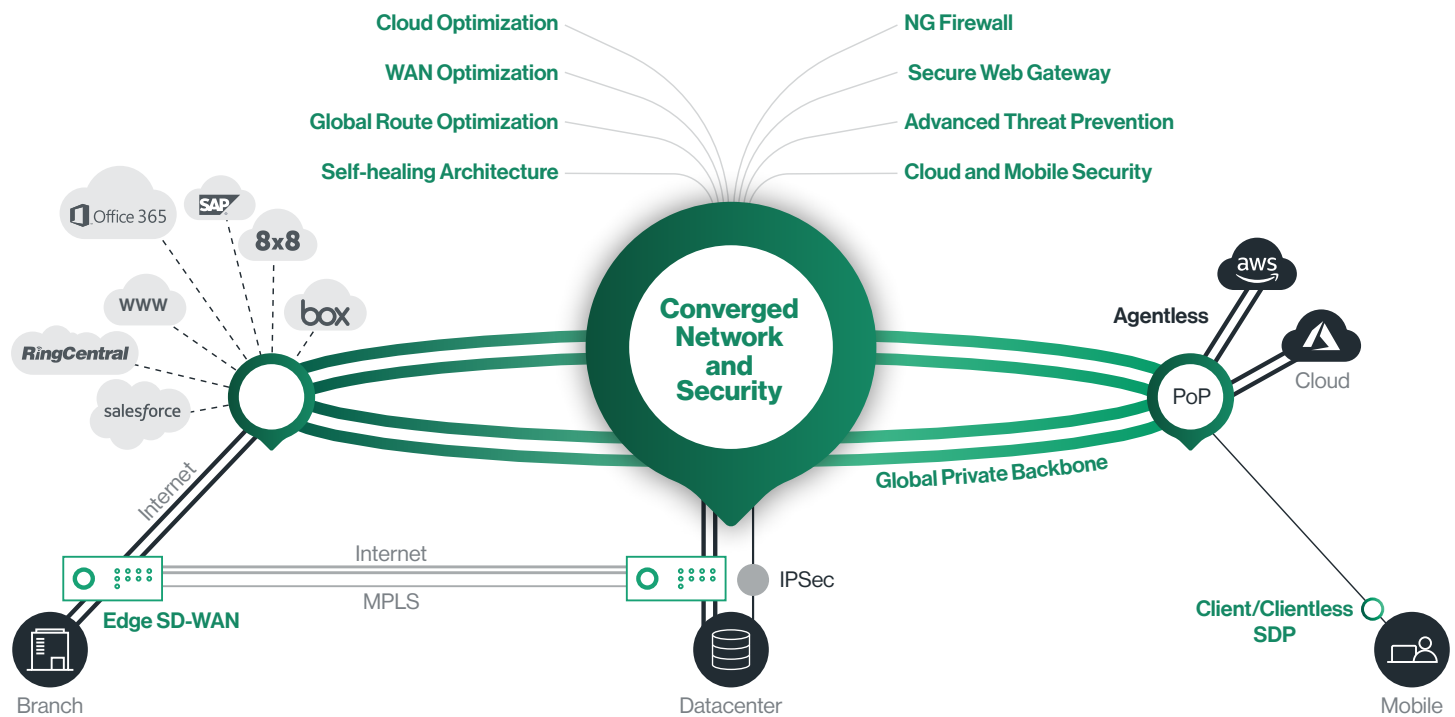 Cloud Optimization
WAN Optimization
Global Route Optimization
Self-healing Architecture
NG Firewall
Secure Web Gateway
Advanced Threat Prevention
Cloud and Mobile Security
Office 365
SAP
8x8
www
box
RingCentral
salesforce
Converged
Network
and
Security
aws
Agentless
Cloud
PoP
Global Private Backbone
Internet
Internet
MPLS
IPSec
Edge SD-WAN
Client/Clientless
SDP
Branch
Datacenter
Mobile